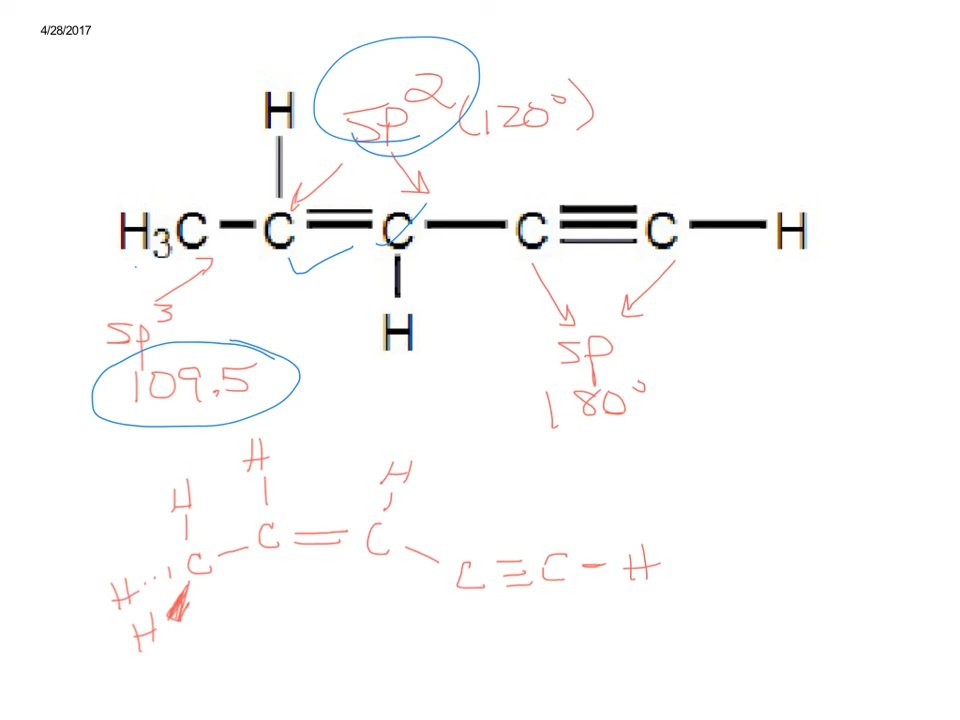 4/28/2017
H sp² (120°)
H₃C-C=C-C≡C-H
H
sp³
109.5
sp
180°
H H
H
C=C
H C C≡C-H
H